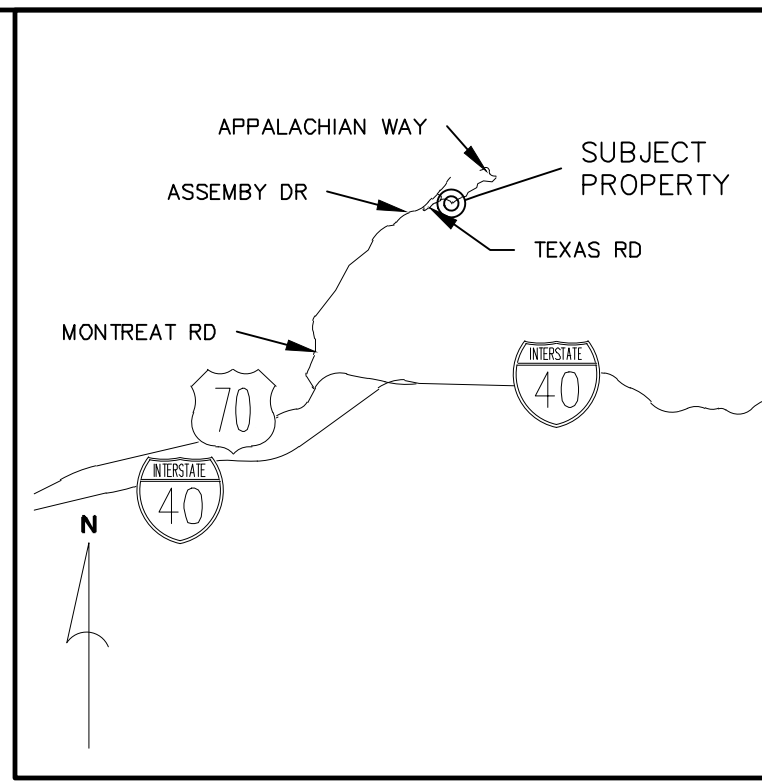 APPALACHIAN WAY
SUBJECT
PROPERTY
ASSEMBY DR
TEXAS RD
MONTREAT RD
INTERSTATE
40
70
INTERSTATE
40
N